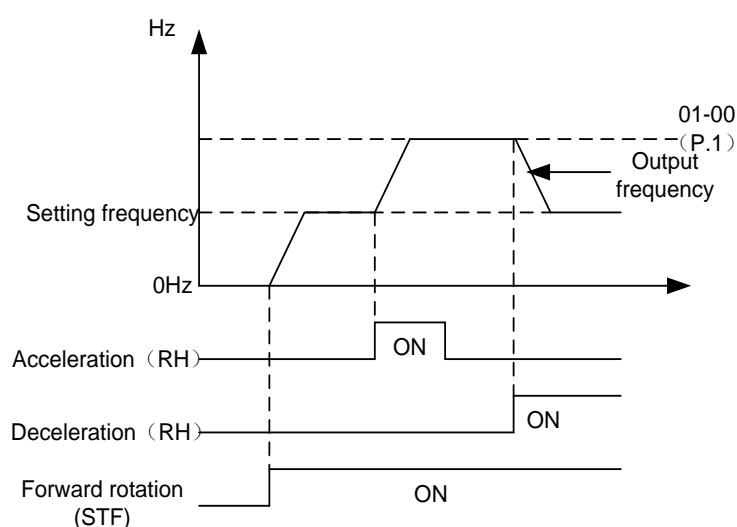 Hz
01-00
（P.1）
Output
frequency
Setting frequency
0Hz
Acceleration（RH）
ON
Deceleration（RH）
ON
Forward rotation
(STF)
ON